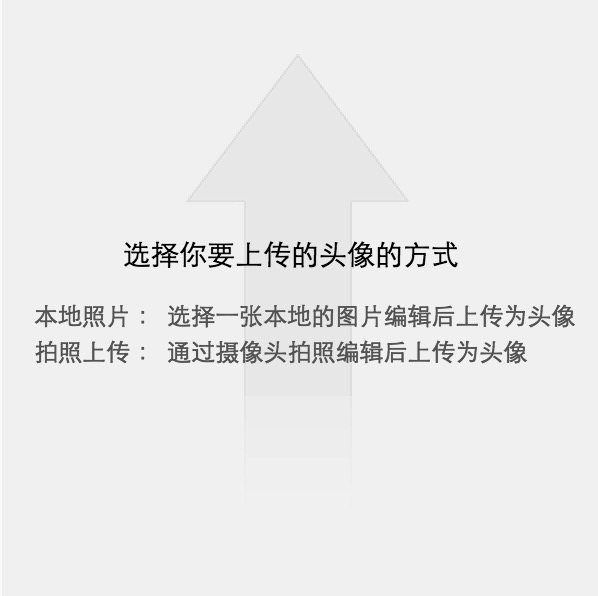 选择你要上传的头像的方式
本地照片： 选择一张本地的图片编辑后上传为头像
拍照上传： 通过摄像头拍照编辑后上传为头像